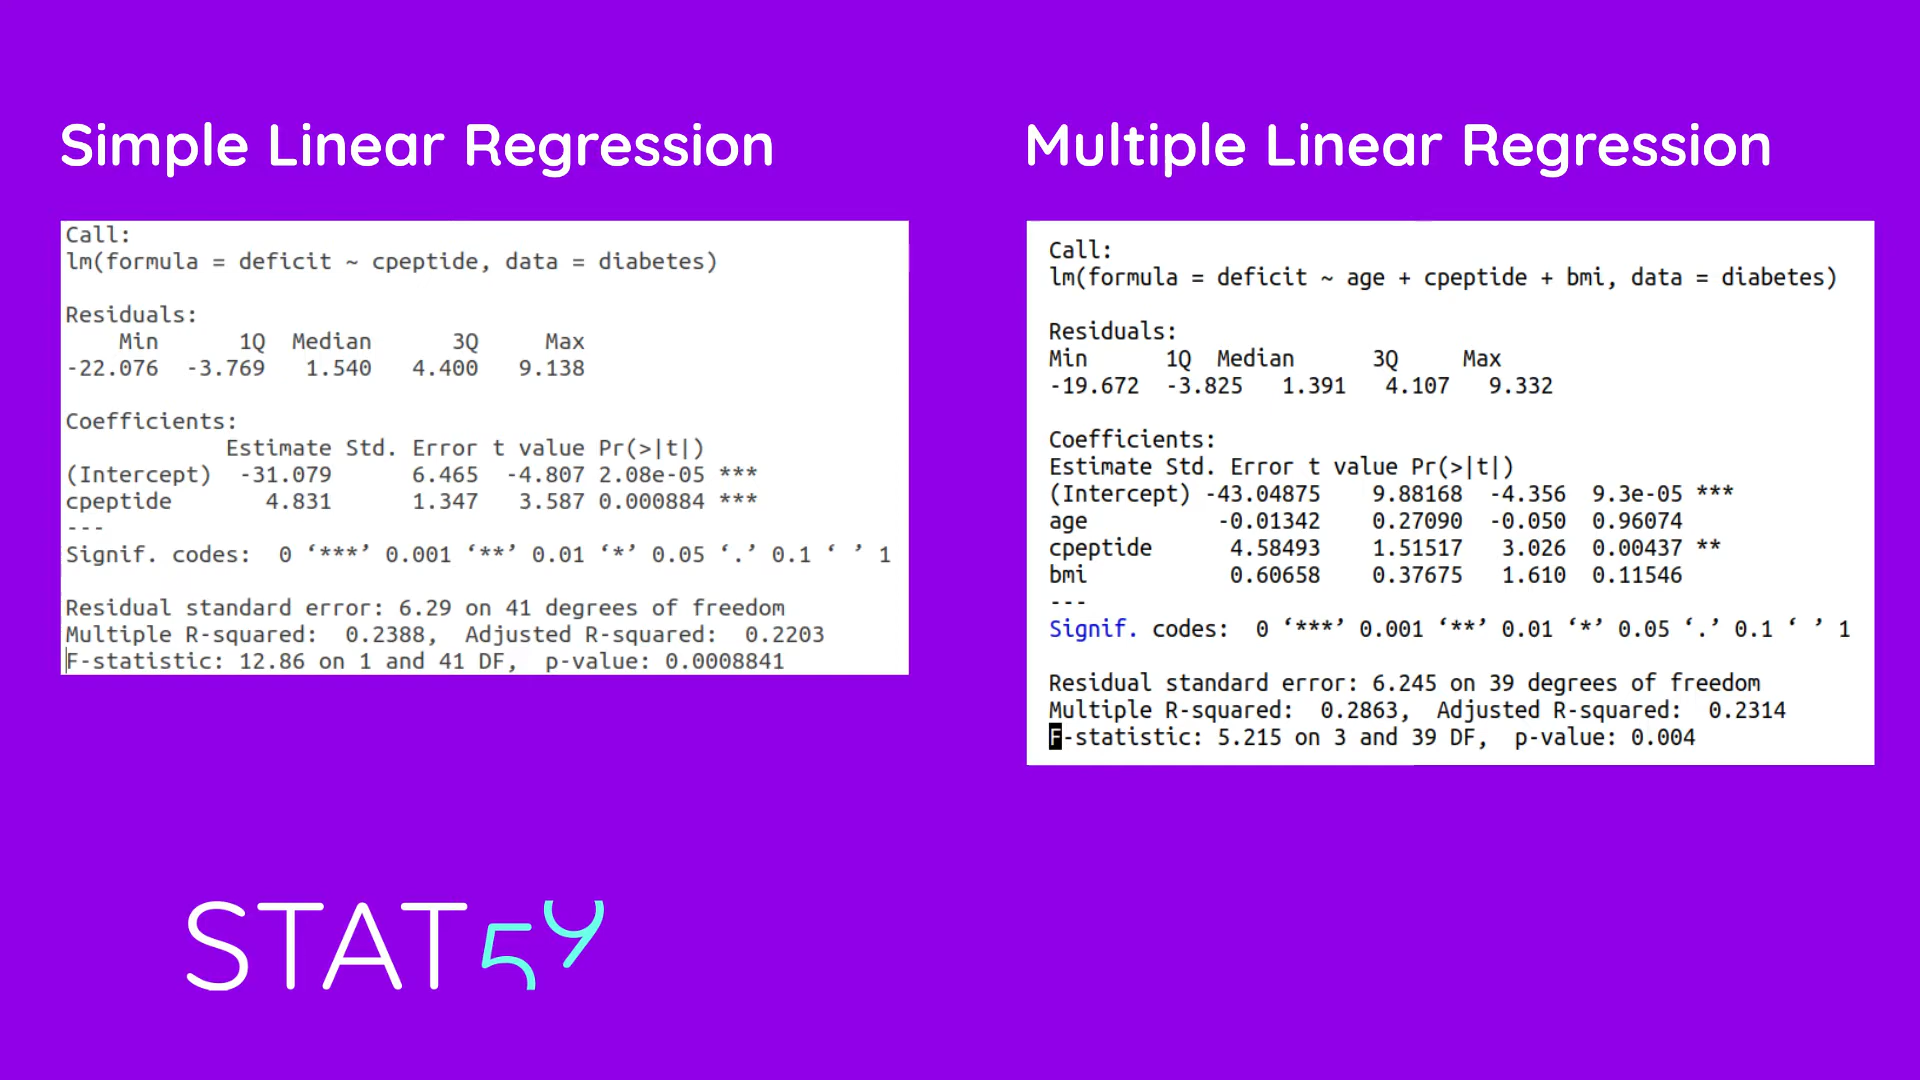 Simple Linear Regression
Call:
lm(formula = deficit ~ cpeptide, data = diabetes)
Residuals:
Min 1Q Median 3Q Max
-22.076 -3.769 1.540 4.400 9.138
Coefficients:
Estimate Std. Error t value Pr(>|t|)
(Intercept) -31.079 6.465 -4.807 2.08e-05 ***
cpeptide 4.831 1.347 3.587 0.000884 ***
---
Signif. codes: 0 ‘***’ 0.001 ‘**’ 0.01 ‘*’ 0.05 ‘.’ 0.1 ‘ ’ 1
Residual standard error: 6.29 on 41 degrees of freedom
Multiple R-squared: 0.2388, Adjusted R-squared: 0.2203
F-statistic: 12.86 on 1 and 41 DF, p-value: 0.0008841
Multiple Linear Regression
Call:
lm(formula = deficit ~ age + cpeptide + bmi, data = diabetes)
Residuals:
Min 1Q Median 3Q Max
-19.672 -3.825 1.391 4.107 9.332
Coefficients:
Estimate Std. Error t value Pr(>|t|)
(Intercept) -43.04875 9.88168 -4.356 9.3e-05 ***
age -0.01342 0.27090 -0.050 0.96074
cpeptide 4.58493 1.51517 3.026 0.00437 **
bmi 0.60658 0.37675 1.610 0.11546
---
Signif. codes: 0 ‘***’ 0.001 ‘**’ 0.01 ‘*’ 0.05 ‘.’ 0.1 ‘ ’ 1
Residual standard error: 6.245 on 39 degrees of freedom
Multiple R-squared: 0.2863, Adjusted R-squared: 0.2314
F-statistic: 5.215 on 3 and 39 DF, p-value: 0.004
STAT59